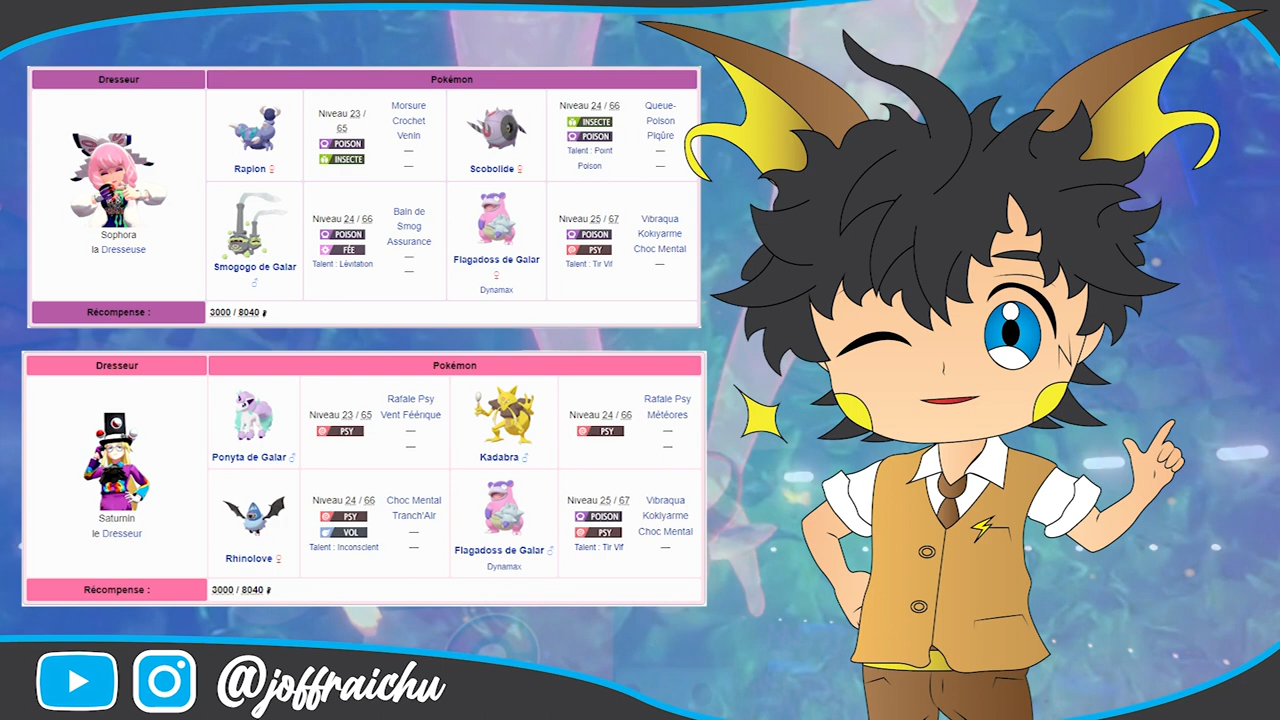 Dresseur
Pokémon
Sophora
la Dresseuse
Rapion ♀
Niveau 23 /
65
POISON
INSECTE
Morsure
Crochet
Venin
—
—
Scobolide ♀
Niveau 24 / 66
INSECTE
POISON
Talent : Point
Poison
Queue-
Poison
Piqûre
—
—
Smogogo de Galar
♂
Niveau 24 / 66
POISON
FÉE
Talent : Lévitation
Bain de
Smog
Assurance
—
—
Flagadoss de Galar
♀
Dynamax
Niveau 25 / 67
POISON
PSY
Talent : Tir Vif
Vibraqua
Kokiyarme
Choc Mental
—
Récompense :
3000 / 8040
Dresseur
Pokémon
Saturnin
le Dresseur
Ponyta de Galar ♂
Niveau 23 / 65
PSY
Rafale Psy
Vent Féérique
—
—
Kadabra ♂
Niveau 24 / 66
PSY
Rafale Psy
Météores
—
—
Rhinolove ♀
Niveau 24 / 66
PSY
VOL
Talent : Inconscient
Choc Mental
Tranch'Air
—
—
Flagadoss de Galar ♂
Dynamax
Niveau 25 / 67
POISON
PSY
Talent : Tir Vif
Vibraqua
Kokiyarme
Choc Mental
—
Récompense :
3000 / 8040
@joffraichu